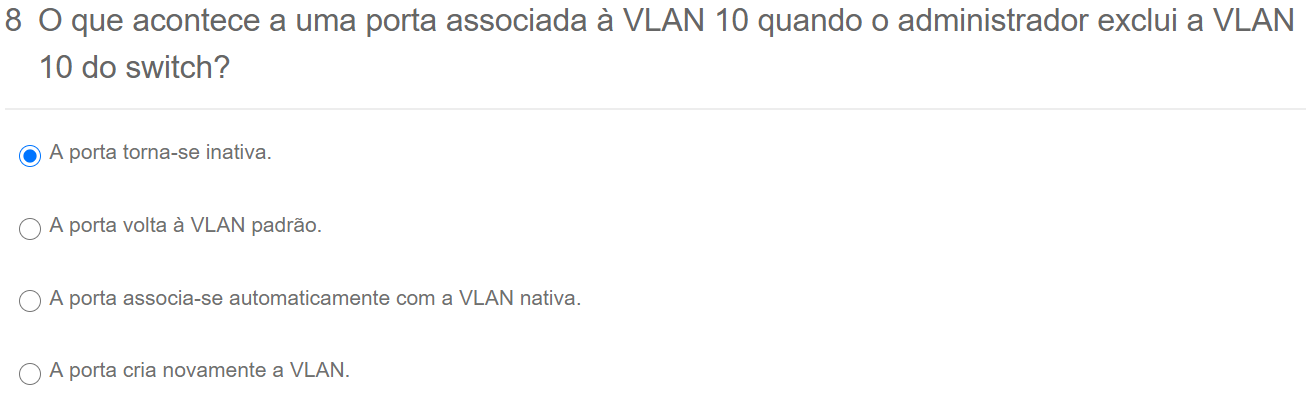 8 O que acontece a uma porta associada à VLAN 10 quando o administrador exclui a VLAN
10 do switch?
A porta torna-se inativa.
A porta volta à VLAN padrão.
A porta associa-se automaticamente com a VLAN nativa.
A porta cria novamente a VLAN.